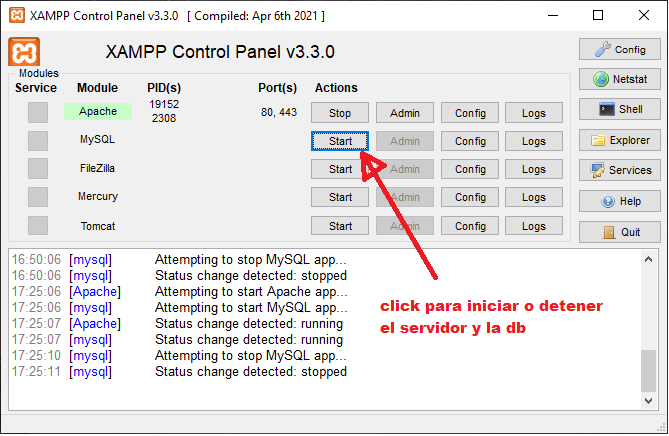 XAMPP Control Panel v3.3.0 [ Compiled: Apr 6th 2021 ]
XAMPP Control Panel v3.3.0
Config
Modules
Service Module PID(s) Port(s) Actions
Netstat
Apache 19152 2308 80, 443 Stop Admin Config Logs
Shell
MySQL Start Admin Config Logs
Explorer
FileZilla Start Admin Config Logs
Services
Mercury Start Admin Config Logs
Help
Tomcat Start Admin Config Logs
Quit
16:50:06 [mysql] Attempting to stop MySQL app...
16:50:06 [mysql] Status change detected: stopped
17:25:06 [Apache] Attempting to start Apache app...
17:25:06 [mysql] Attempting to start MySQL app...
17:25:07 [Apache] Status change detected: running
17:25:07 [mysql] Status change detected: running
17:25:10 [mysql] Attempting to stop MySQL app...
17:25:11 [mysql] Status change detected: stopped
click para iniciar o detener
el servidor y la db